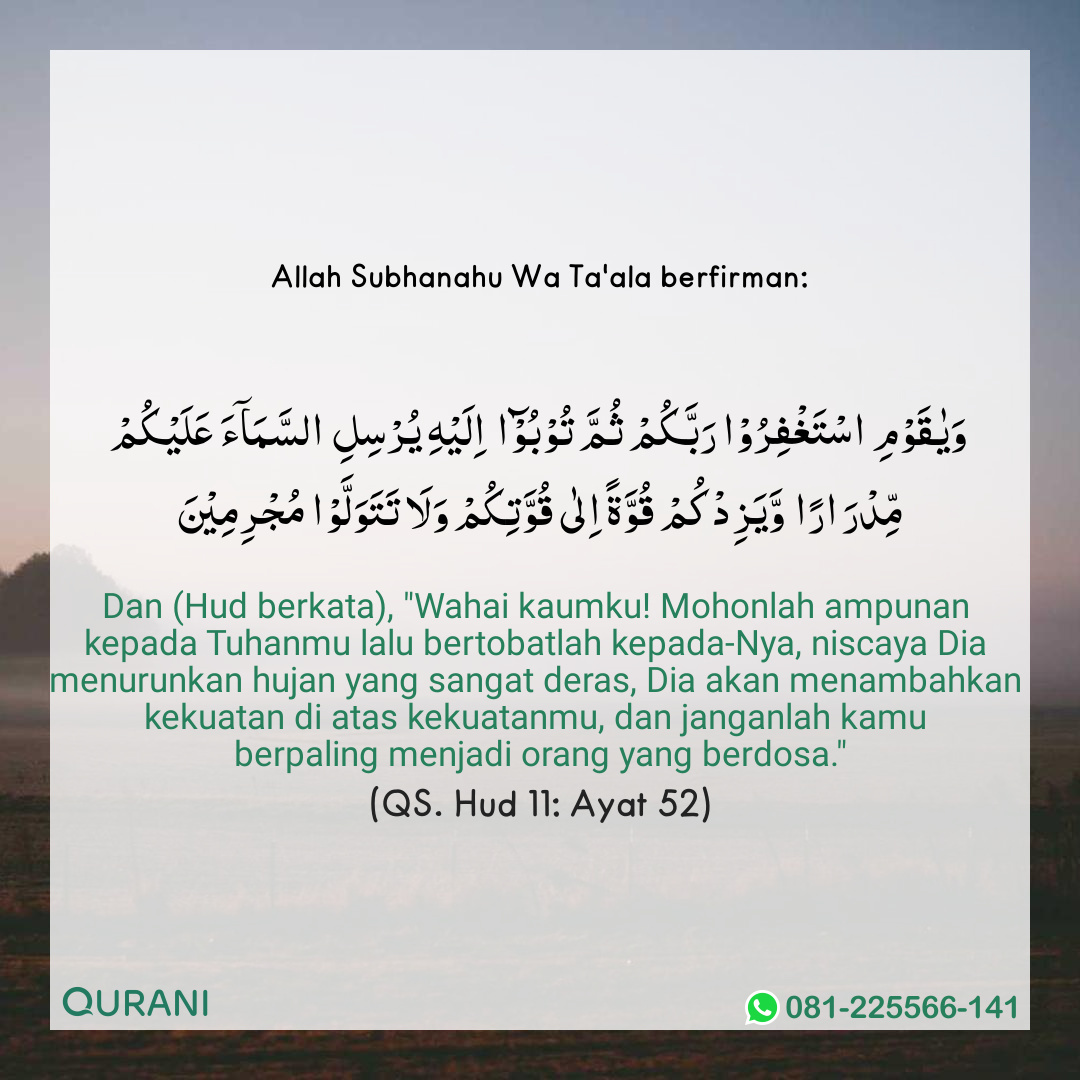 Allah Subhanahu Wa Ta'ala berfirman:
وَيٰقَوْمِ اسْتَغْفِرُوْا رَبَّكُمْ ثُمَّ تُوْبُوْٓا اِلَيْهِ يُرْسِلِ السَّمَاۤءَ عَلَيْكُمْ
مِّدْرَارًا وَّيَزِدْكُمْ قُوَّةً اِلٰى قُوَّتِكُمْ وَلَا تَتَوَلَّوْا مُجْرِمِيْنَ
Dan (Hud berkata), "Wahai kaumku! Mohonlah ampunan
kepada Tuhanmu lalu bertobatlah kepada-Nya, niscaya Dia
menurunkan hujan yang sangat deras, Dia akan menambahkan
kekuatan di atas kekuatanmu, dan janganlah kamu
berpaling menjadi orang yang berdosa."
(QS. Hud 11: Ayat 52)
QURANI
081-225566-141